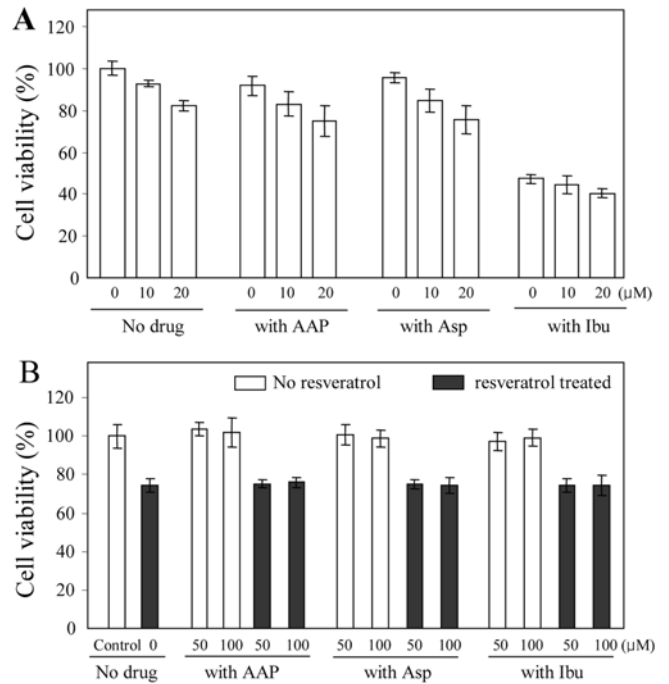 A
Cell viability (%)
120
100
80
60
40
20
0
0 10 20 0 10 20 0 10 20 0 10 20 (μM)
No drug with AAP with Asp with Ibu
B
No resveratrol resveratrol treated
Cell viability (%)
120
100
80
60
40
20
0
Control 0 50 100 50 100 50 100 50 100 50 100 50 100 (μM)
No drug with AAP with Asp with Ibu